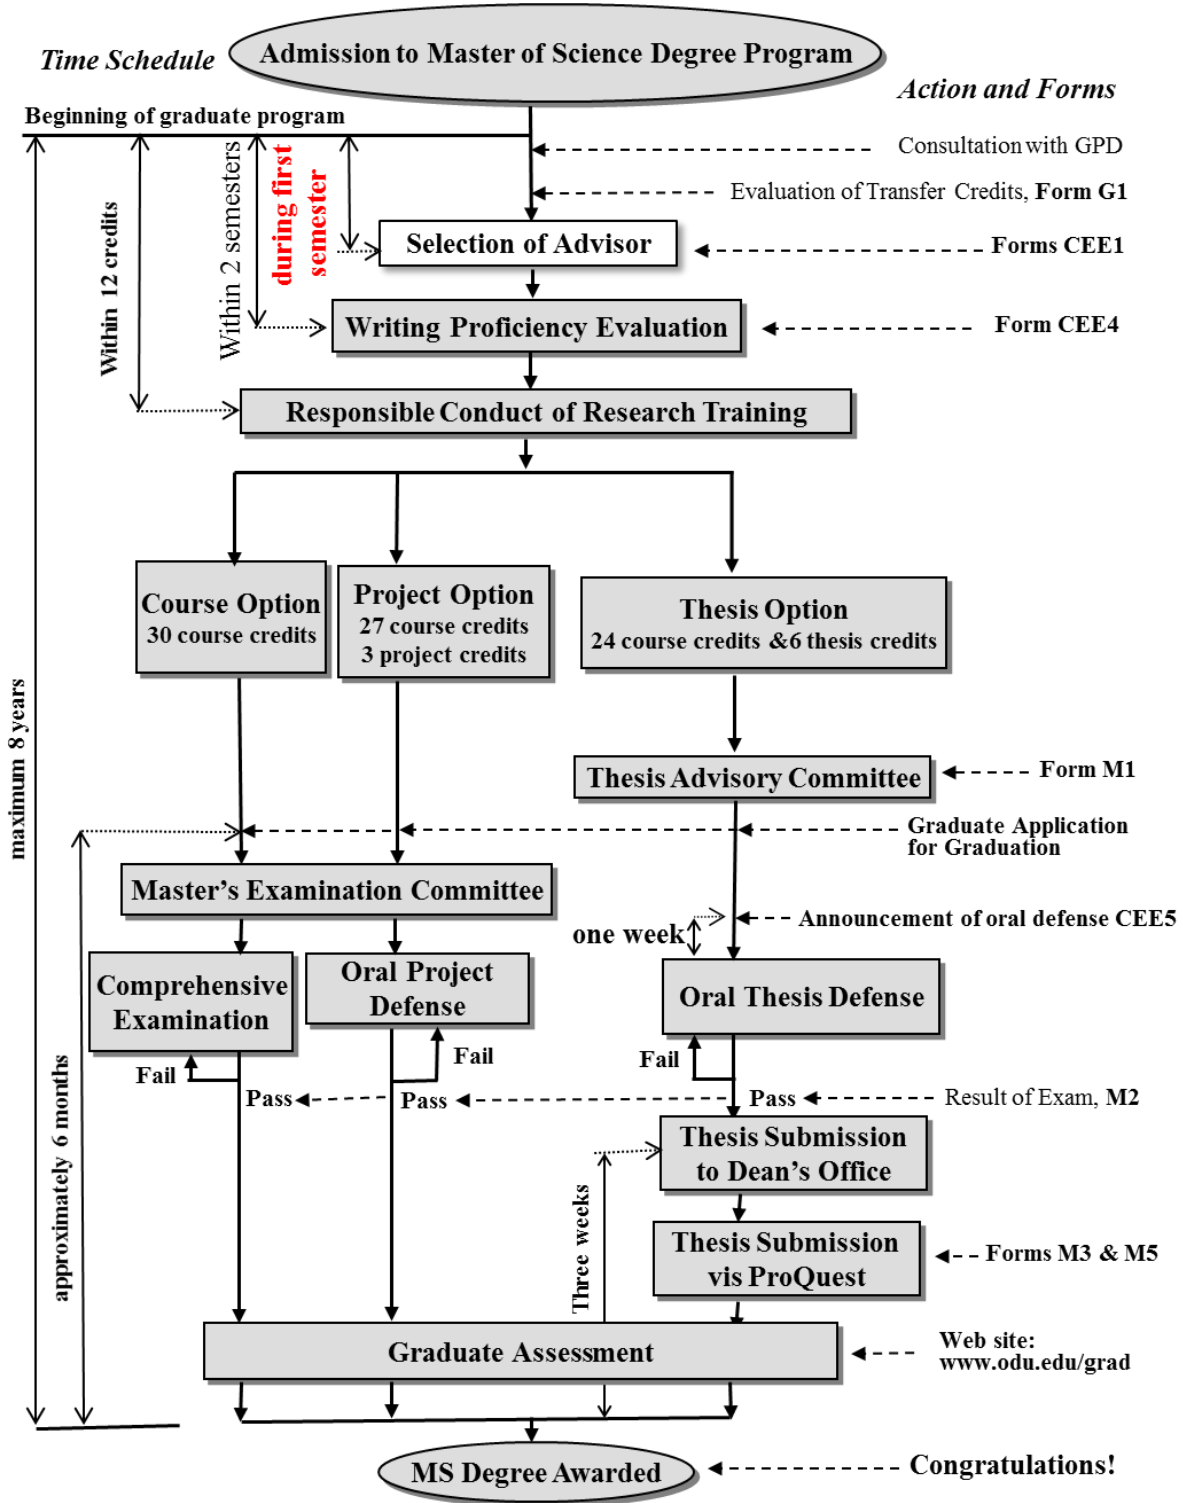 Time Schedule
Admission to Master of Science Degree Program
Action and Forms
Beginning of graduate program
Consultation with GPD
Evaluation of Transfer Credits, Form G1
Within 12 credits
Within 2 semesters
during first
semester
Selection of Advisor
Forms CEE1
Writing Proficiency Evaluation
Form CEE4
Responsible Conduct of Research Training
Course Option
30 course credits
Project Option
27 course credits
3 project credits
Thesis Option
24 course credits &6 thesis credits
maximum 8 years
Thesis Advisory Committee
Form M1
Graduate Application
for Graduation
Master's Examination Committee
one week
Announcement of oral defense CEE5
Comprehensive
Examination
Oral Project
Defense
Oral Thesis Defense
Fail
Fail
Fail
Pass
Pass
Pass
Result of Exam, M2
approximately 6 months
Thesis Submission
to Dean's Office
Three weeks
Thesis Submission
vis ProQuest
Forms M3 & M5
Graduate Assessment
Web site:
www.odu.edu/grad
MS Degree Awarded
Congratulations!